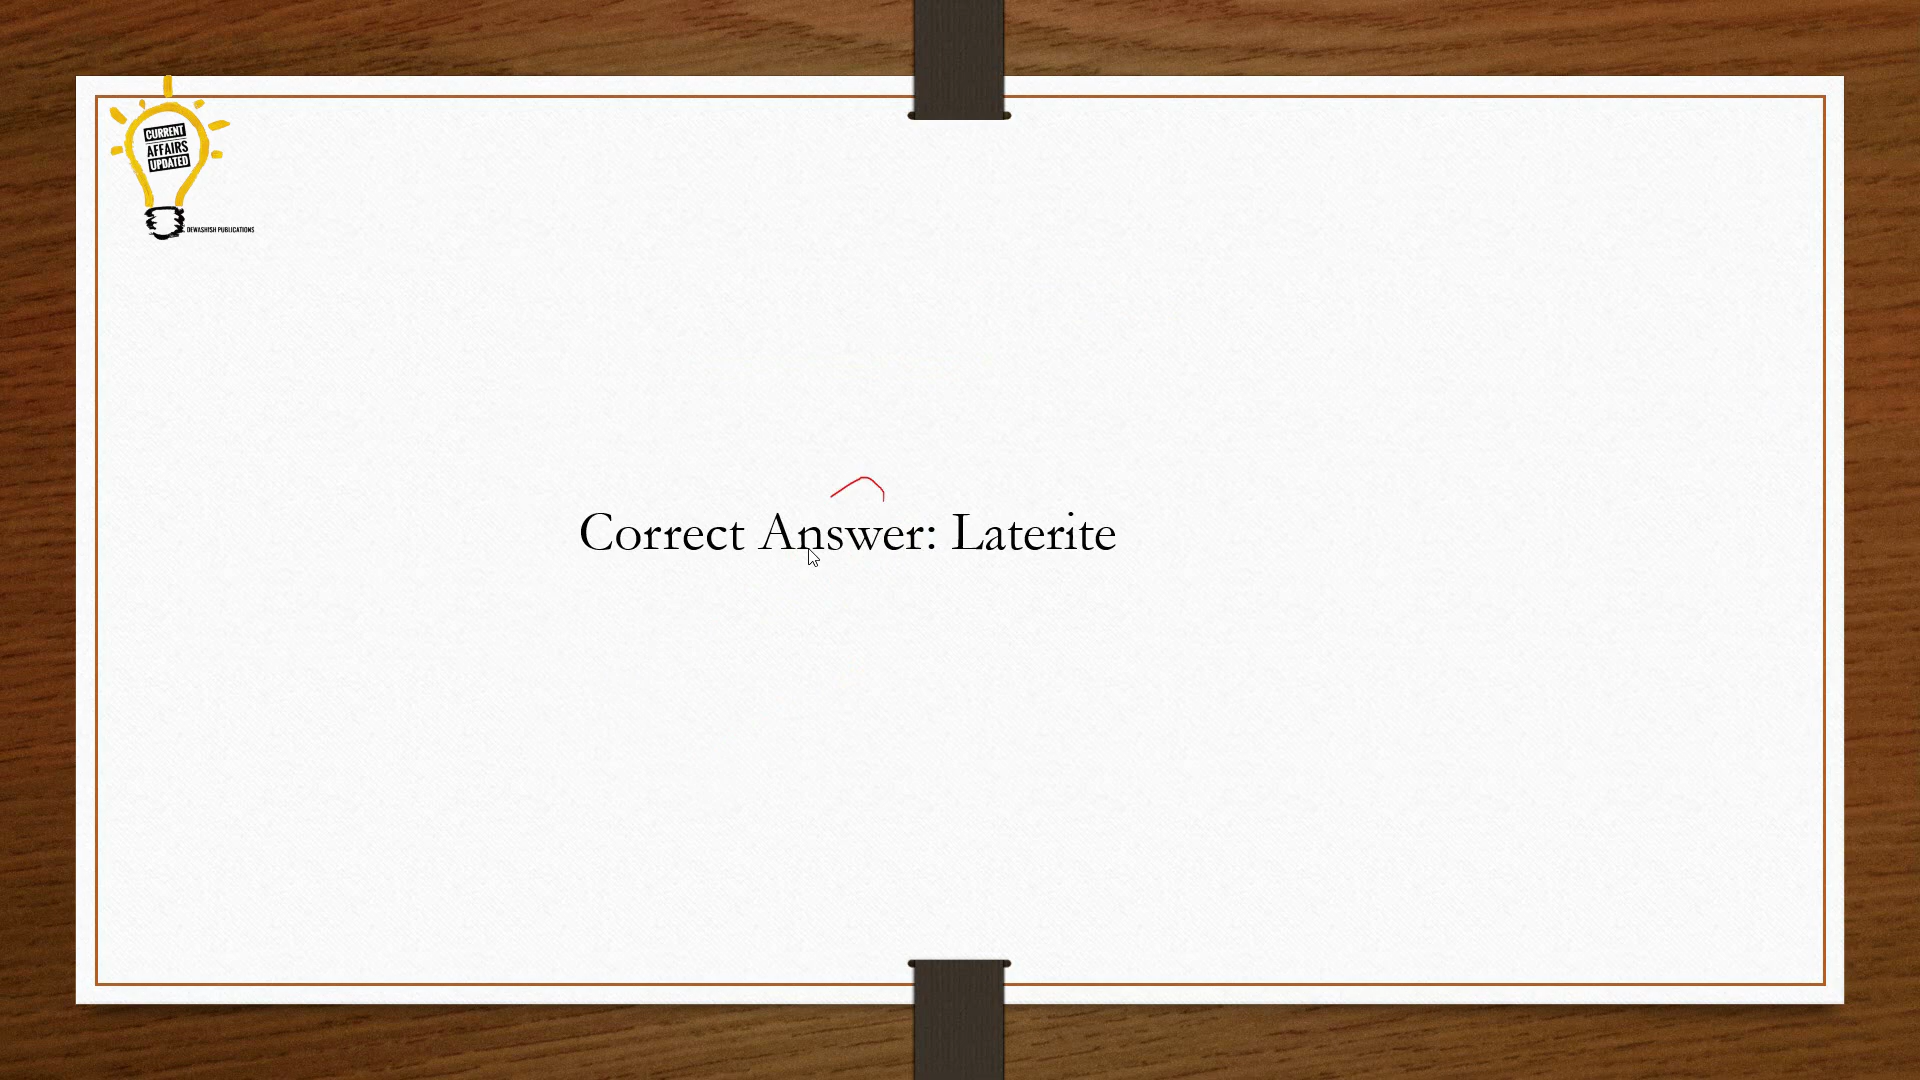 CURRENT
AFFAIRS
UPDATED
DEWASHISH PUBLICATIONS
Correct Answer: Laterite